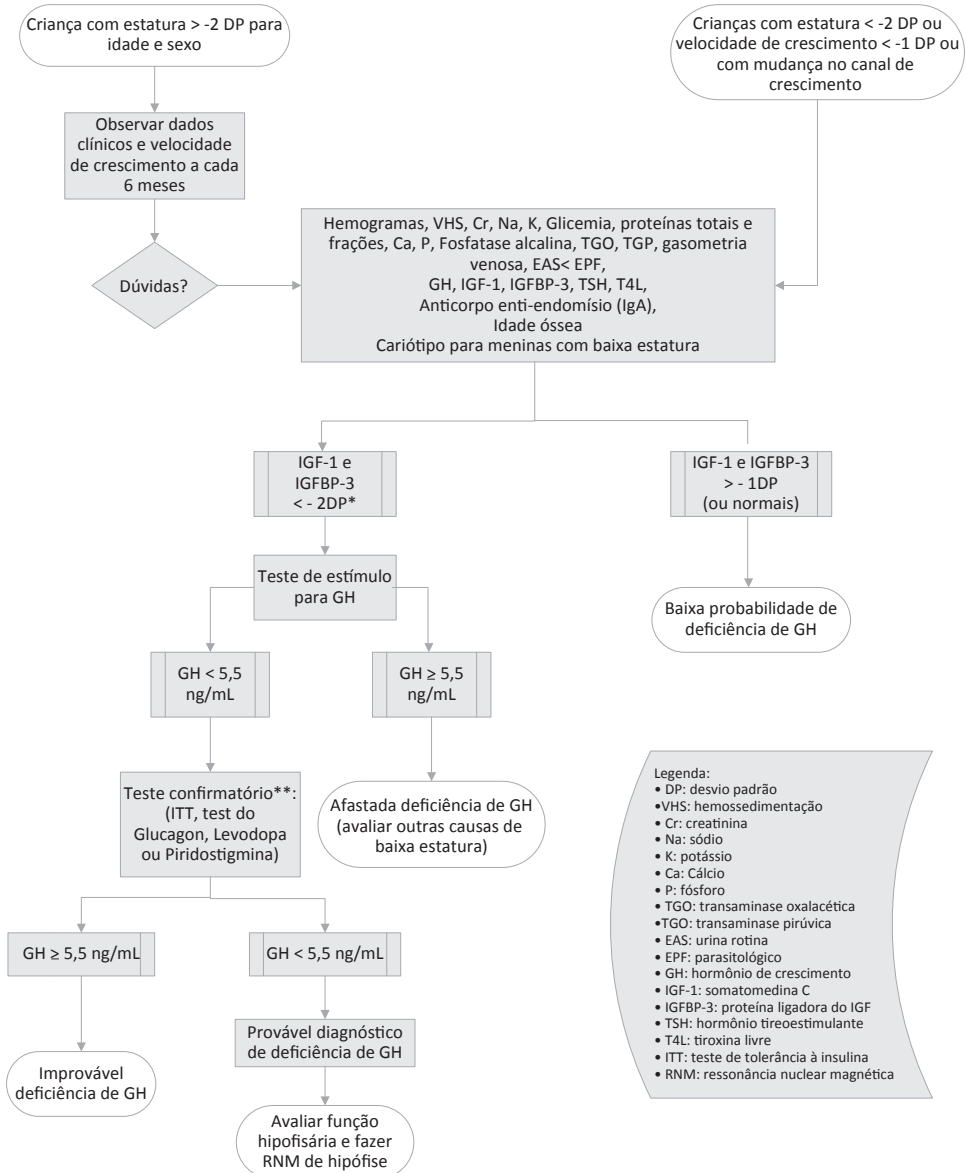 Criança com estatura > -2 DP para
idade e sexo
Crianças com estatura < -2 DP ou
velocidade de crescimento < -1 DP ou
com mudança no canal de
crescimento
Observar dados
clínicos e velocidade
de crescimento a cada
6 meses
Dúvidas?
Hemogramas, VHS, Cr, Na, K, Glicemia, proteínas totais e
frações, Ca, P, Fosfatase alcalina, TGO, TGP, gasometria
venosa, EAS< EPF,
GH, IGF-1, IGFBP-3, TSH, T4L,
Anticorpo enti-endomísio (IgA),
Idade óssea
Cariótipo para meninas com baixa estatura
IGF-1 e
IGFBP-3
< - 2DP*
IGF-1 e IGFBP-3
> - 1DP
(ou normais)
Teste de estímulo
para GH
Baixa probabilidade de
deficiência de GH
GH < 5,5
ng/mL
GH ≥ 5,5
ng/mL
Teste confirmatório**:
(ITT, test do
Glucagon, Levodopa
ou Piridostigmina)
Afastada deficiência de GH
(avaliar outras causas de
baixa estatura)
GH ≥ 5,5 ng/mL
GH < 5,5 ng/mL
Provável diagnóstico
de deficiência de GH
Improvável
deficiência de GH
Avaliar função
hipofisária e fazer
RNM de hipófise
Legenda:
• DP: desvio padrão
•VHS: hemossedimentação
• Cr: creatinina
• Na: sódio
• K: potássio
• Ca: Cálcio
• P: fósforo
• TGO: transaminase oxalacética
•TGO: transaminase pirúvica
• EAS: urina rotina
• EPF: parasitológico
• GH: hormônio de crescimento
• IGF-1: somatomedina C
• IGFBP-3: proteína ligadora do IGF
• TSH: hormônio tireoestimulante
• T4L: tiroxina livre
• ITT: teste de tolerância à insulina
• RNM: ressonância nuclear magnética